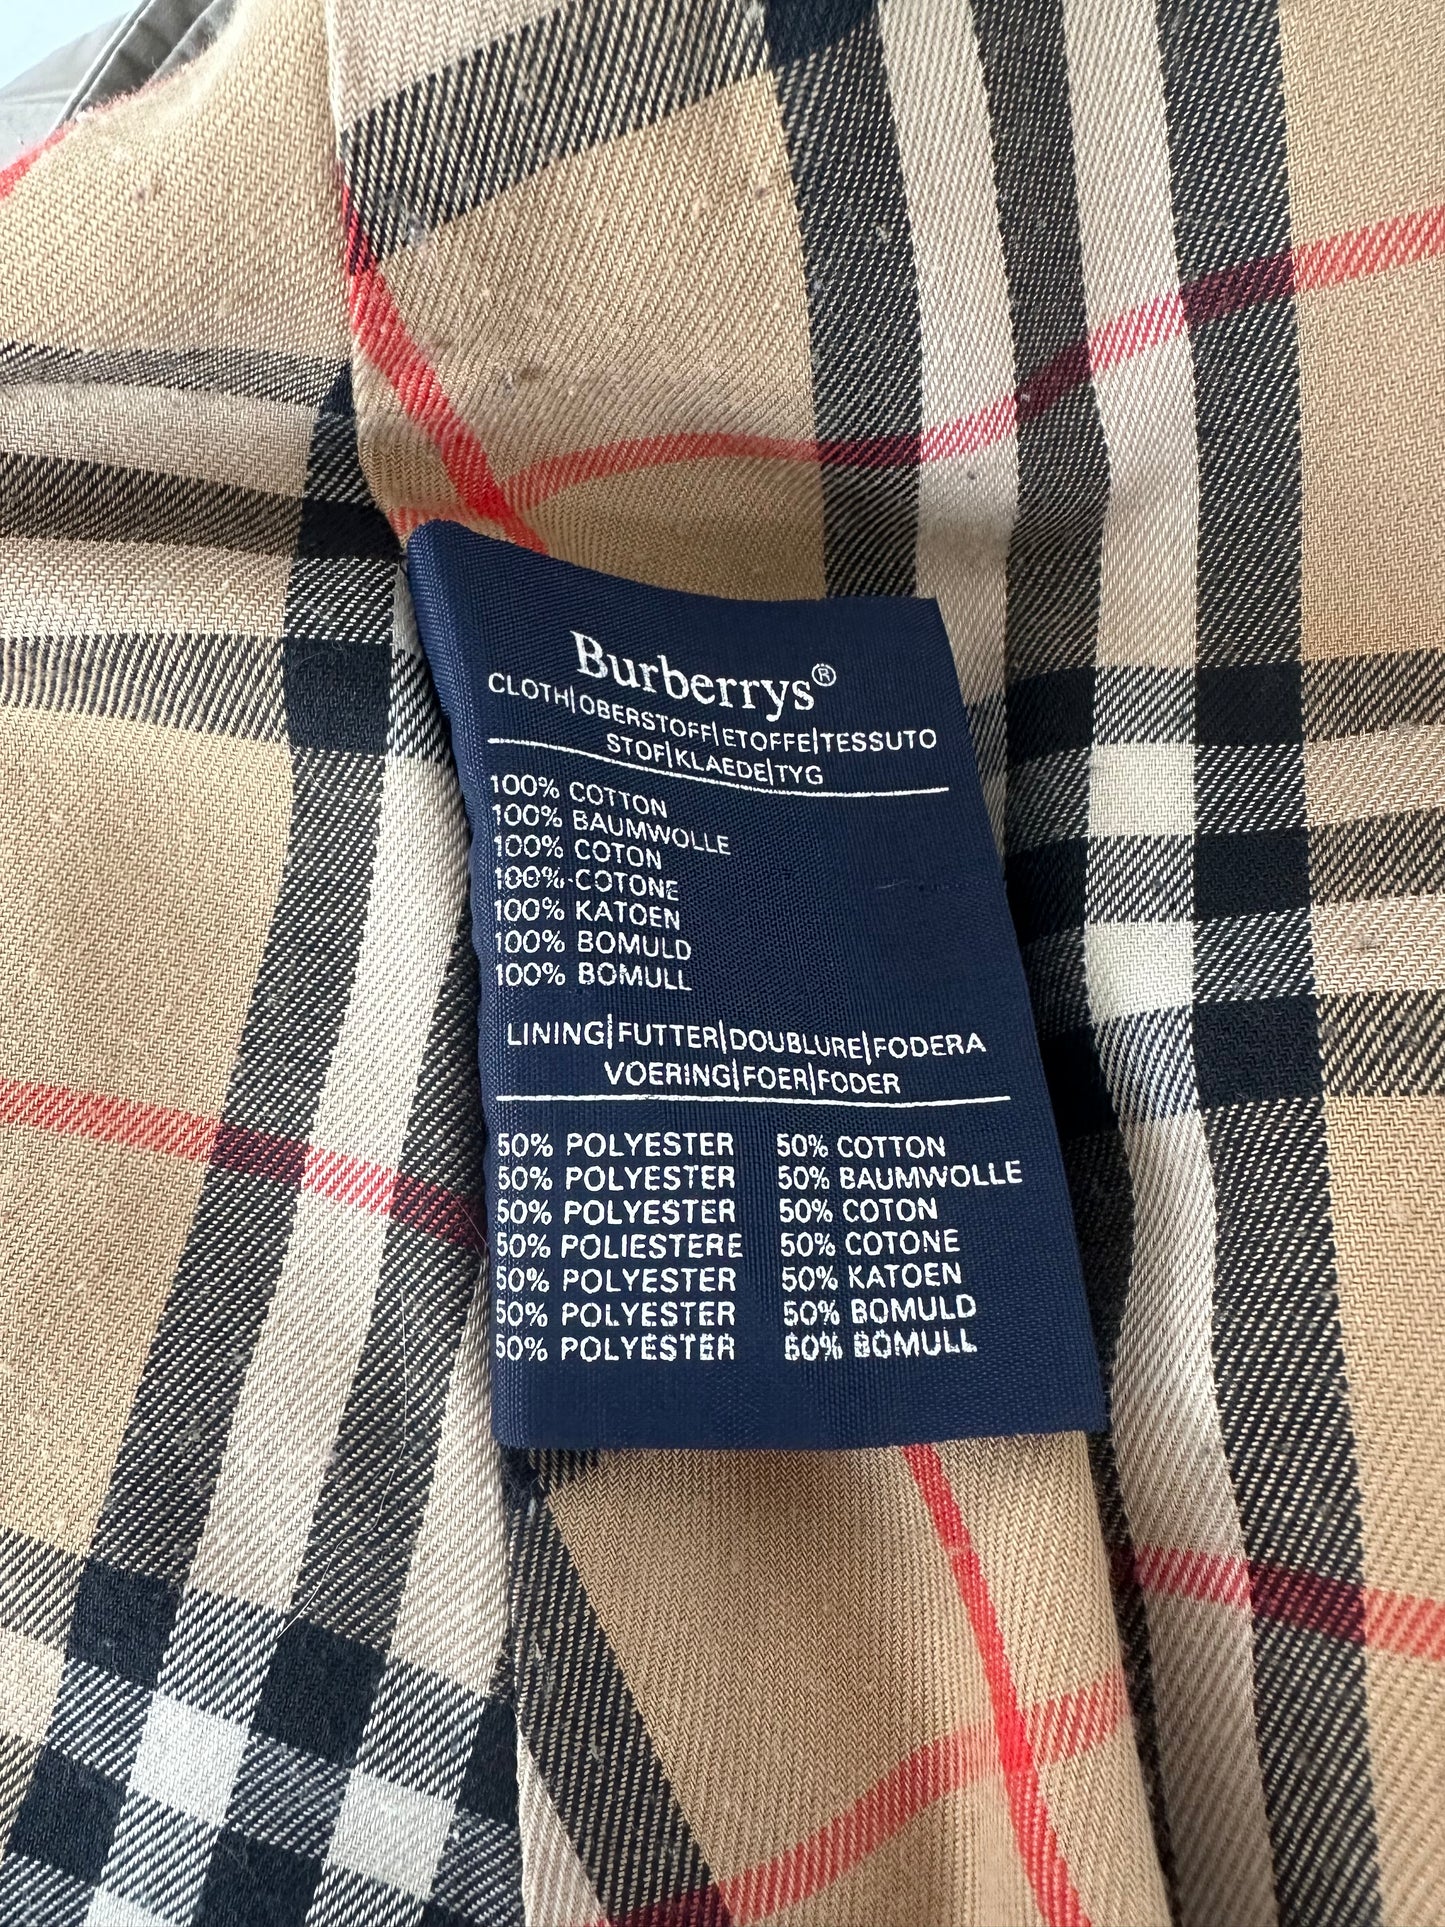 Burberrys®
CLOTH|OBERSTOFF|ETOFFE|TESSUTO
STOF|KLAEDE|TYG
100% COTTON
100% BAUMWOLLE
100% COTON
100% COTONE
100% KATOEN
100% BOMULD
100% BOMULL
LINING|FUTTER|DOUBLURE|FODERA
VOERING|FOER|FODER
50% POLYESTER 50% COTTON
50% POLYESTER 50% BAUMWOLLE
50% POLYESTER 50% COTON
50% POLIESTERE 50% COTONE
50% POLYESTER 50% KATOEN
50% POLYESTER 50% BOMULD
50% POLYESTER 50% BOMULL